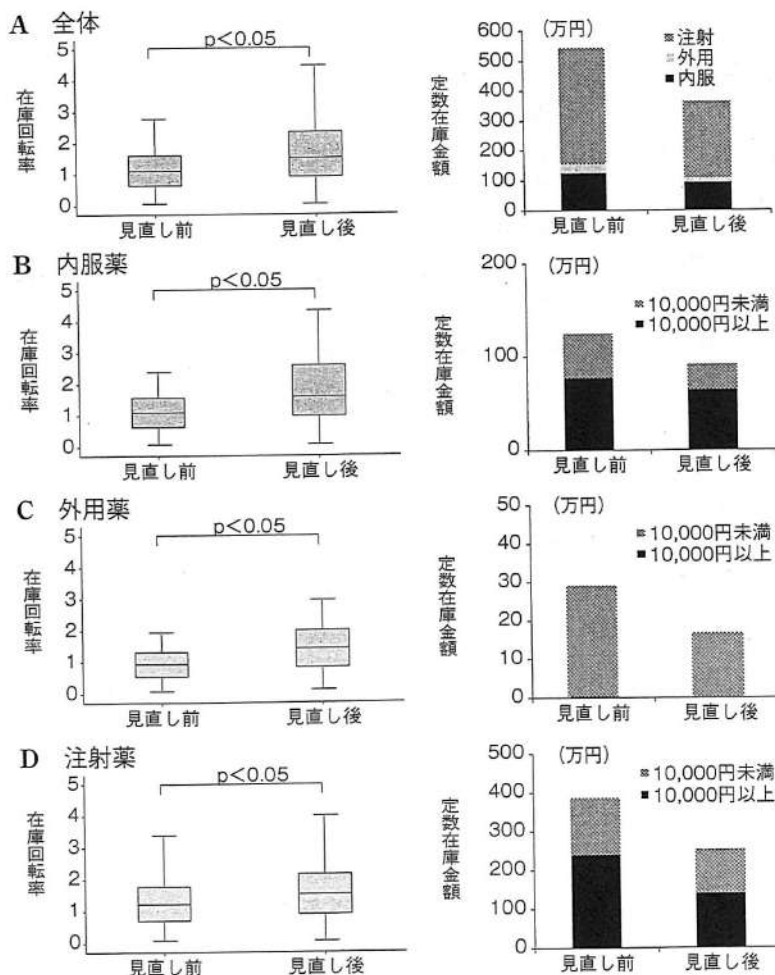 A 全体
p<0.05
在庫回転率
5
4
3
2
1
0
見直し前 見直し後
(万円)
定数在庫金額
600
500
400
300
200
100
0
注射
外用
内服
見直し前 見直し後
B 内服薬
p<0.05
在庫回転率
5
4
3
2
1
0
見直し前 見直し後
(万円)
定数在庫金額
200
100
0
10,000円未満
10,000円以上
見直し前 見直し後
C 外用薬
p<0.05
在庫回転率
5
4
3
2
1
0
見直し前 見直し後
(万円)
定数在庫金額
50
40
30
20
10
0
10,000円未満
10,000円以上
見直し前 見直し後
D 注射薬
p<0.05
在庫回転率
5
4
3
2
1
0
見直し前 見直し後
(万円)
定数在庫金額
500
400
300
200
100
0
10,000円未満
10,000円以上
見直し前 見直し後